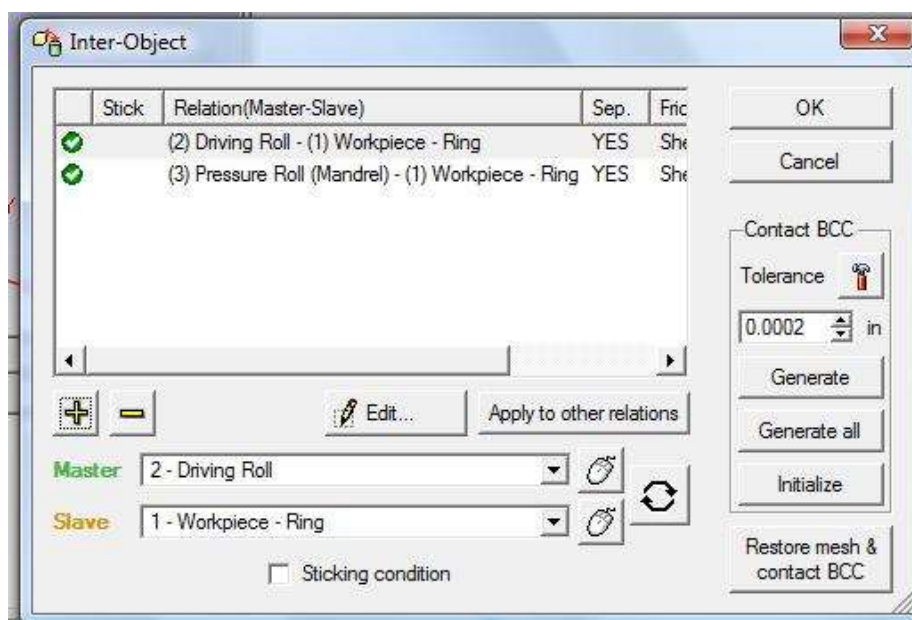 Inter-Object
Stick Relation(Master-Slave) Sep. Fric
(2) Driving Roll - (1) Workpiece - Ring YES She
(3) Pressure Roll (Mandrel) - (1) Workpiece - Ring YES She
OK
Cancel
Contact BCC
Tolerance
0.0002 in
Generate
Generate all
Initialize
Restore mesh &
contact BCC
Edit...
Apply to other relations
Master 2 - Driving Roll
Slave 1 - Workpiece - Ring
Sticking condition